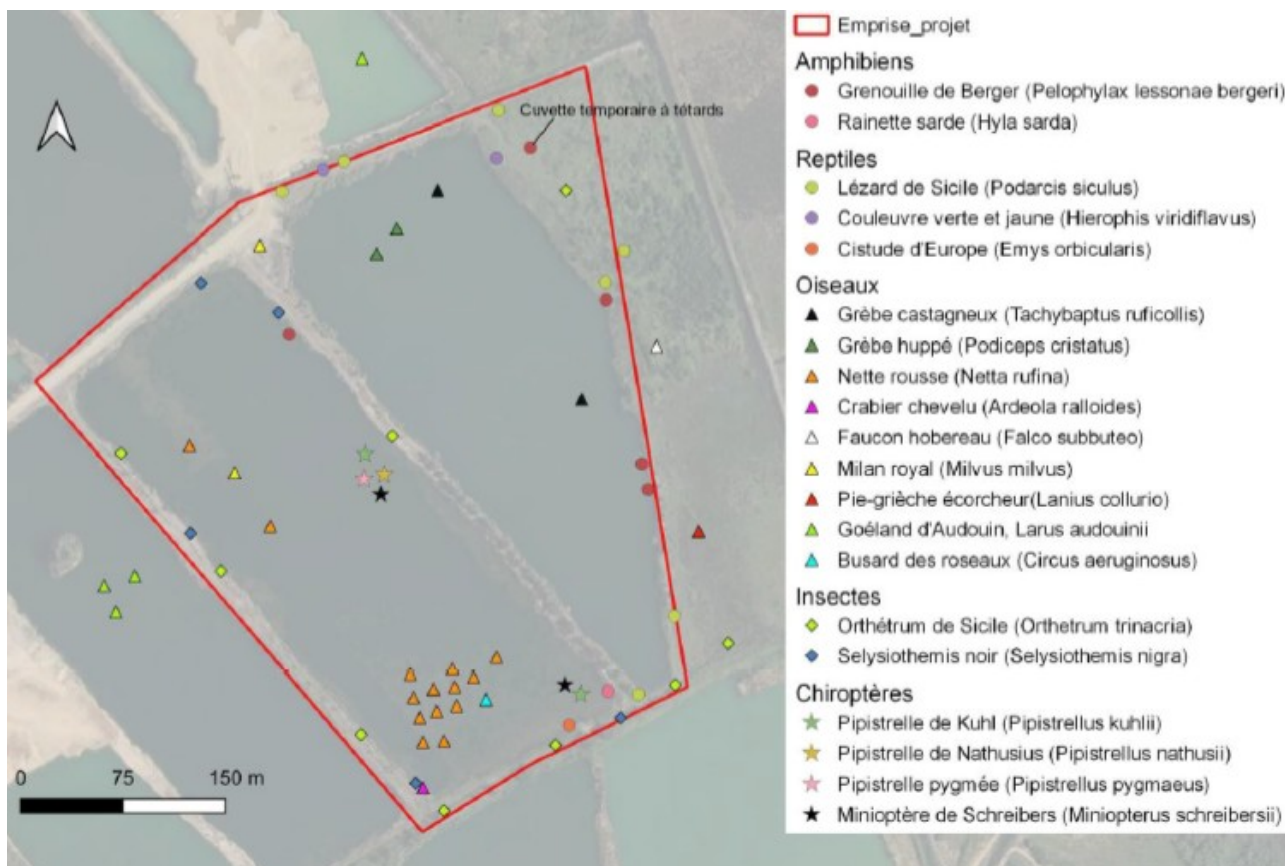 Emprise_projet
Amphibiens
Grenouille de Berger (Pelophylax lessonae bergeri)
Rainette sarde (Hyla sarda)
Reptiles
Lézard de Sicile (Podarcis siculus)
Couleuvre verte et jaune (Hierophis viridiflavus)
Cistude d'Europe (Emys orbicularis)
Oiseaux
Grèbe castagneux (Tachybaptus ruficollis)
Grèbe huppé (Podiceps cristatus)
Nette rousse (Netta rufina)
Crabier chevelu (Ardeola ralloides)
Faucon hobereau (Falco subbuteo)
Milan royal (Milvus milvus)
Pie-grièche écorcheur(Lanius collurio)
Goéland d'Audouin, Larus audouinii
Busard des roseaux (Circus aeruginosus)
Insectes
Orthétrum de Sicile (Orthetrum trinacria)
Selysiothemis noir (Selysiothemis nigra)
Chiroptères
Pipistrelle de Kuhl (Pipistrellus kuhlii)
Pipistrelle de Nathusius (Pipistrellus nathusii)
Pipistrelle pygmée (Pipistrellus pygmaeus)
Minioptère de Schreibers (Miniopterus schreibersii)
Cuvette temporaire à tétards
0 75 150 m